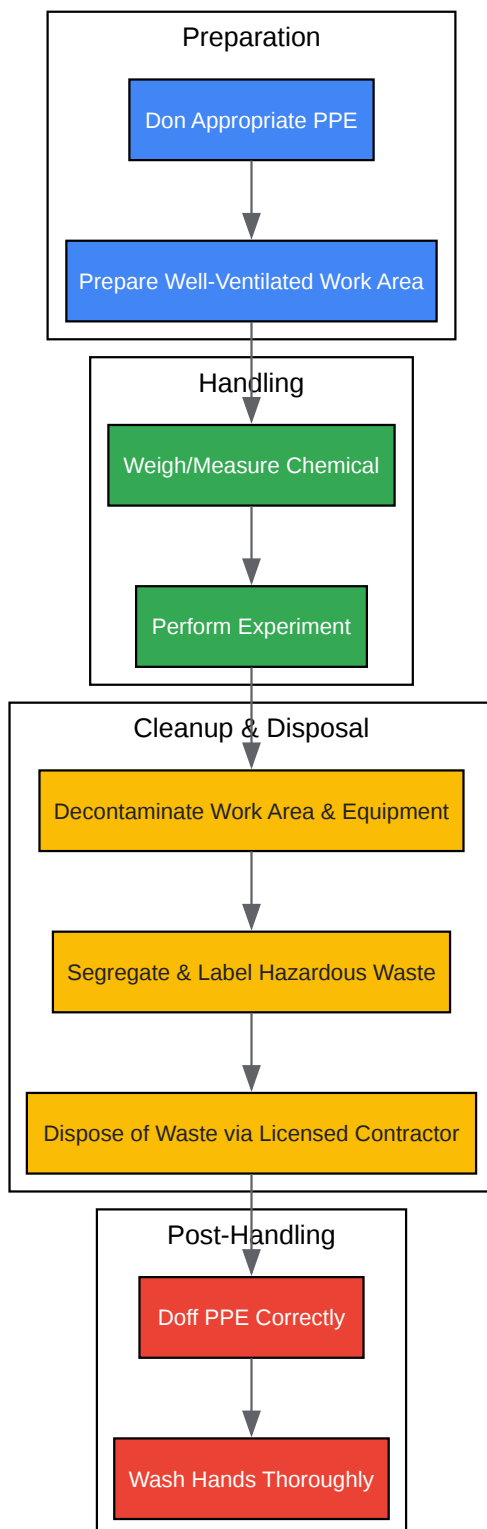 Preparation
Don Appropriate PPE
Prepare Well-Ventilated Work Area
Handling
Weigh/Measure Chemical
Perform Experiment
Cleanup & Disposal
Decontaminate Work Area & Equipment
Segregate & Label Hazardous Waste
Dispose of Waste via Licensed Contractor
Post-Handling
Doff PPE Correctly
Wash Hands Thoroughly